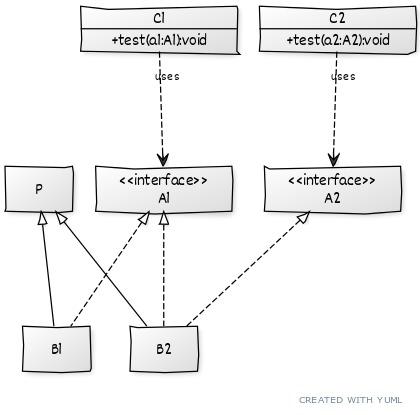 C1
+test(a1:A1):void
C2
+test(a2:A2):void
uses
uses
P
<<interface>>
A1
<<interface>>
A2
B1
B2
CREATED WITH YUML